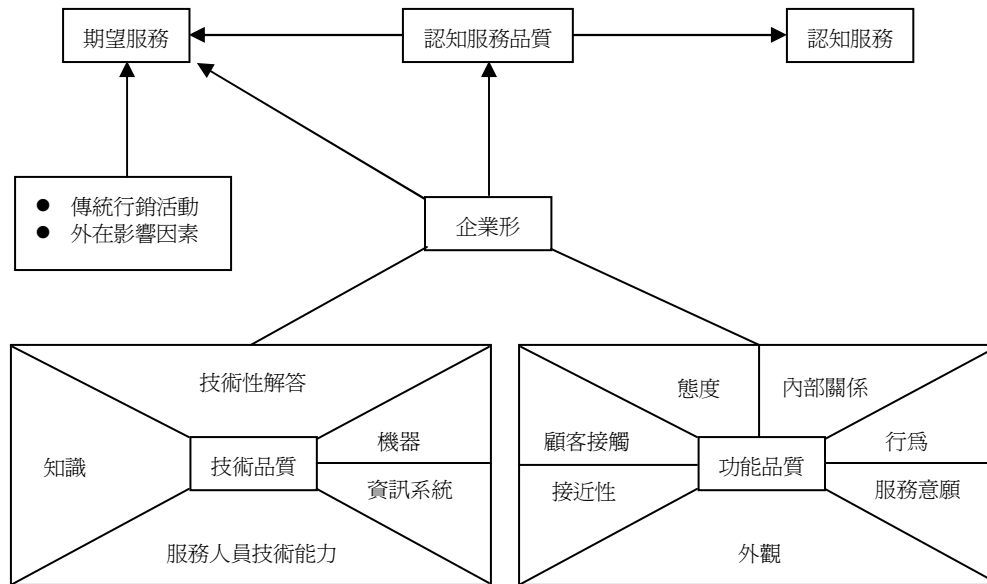 期望服務
認知服務品質
認知服務
● 傳統行銷活動
● 外在影響因素
企業形
技術性解答
知識
技術品質
機器
資訊系統
服務人員技術能力
態度
內部關係
顧客接觸
行為
功能品質
接近性
服務意願
外觀